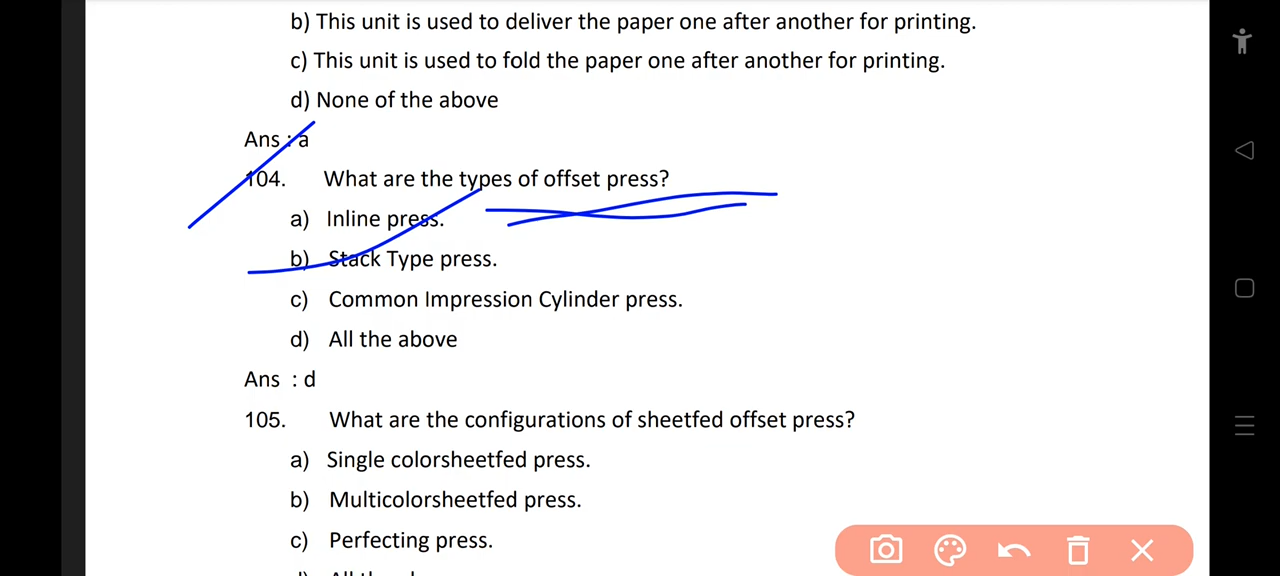 b) This unit is used to deliver the paper one after another for printing.
c) This unit is used to fold the paper one after another for printing.
d) None of the above
Ans : a
104. What are the types of offset press?
a) Inline press.
b) Stack Type press.
c) Common Impression Cylinder press.
d) All the above
Ans : d
105. What are the configurations of sheetfed offset press?
a) Single colorsheetfed press.
b) Multicolorsheetfed press.
c) Perfecting press.
d) All the